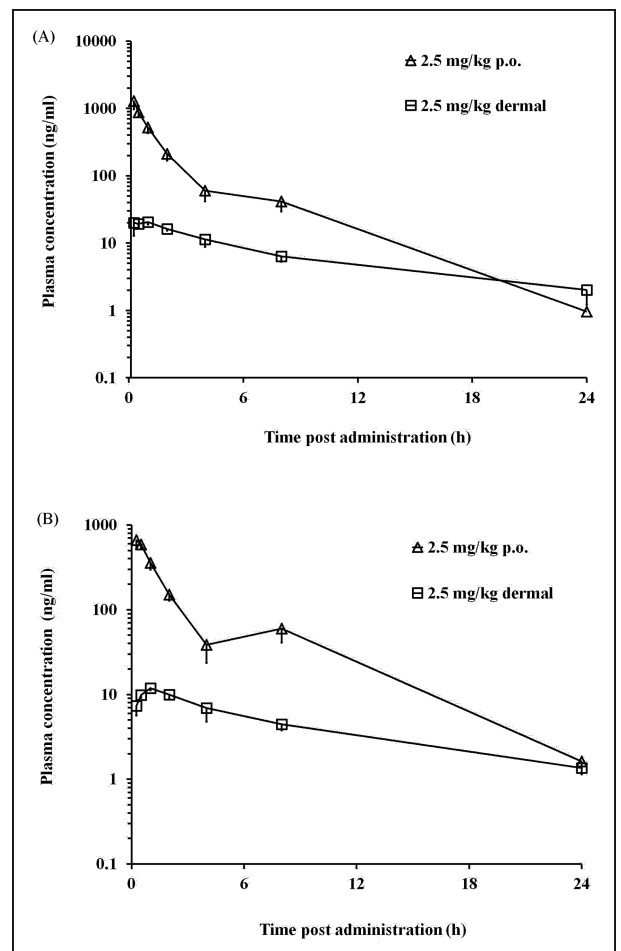 (A)
10000
1000
100
10
1
0.1
Plasma concentration (ng/ml)
2.5 mg/kg p.o.
2.5 mg/kg dermal
0 6 12 18 24
Time post administration (h)
(B)
1000
100
10
1
0.1
Plasma concentration (ng/ml)
2.5 mg/kg p.o.
2.5 mg/kg dermal
0 6 12 18 24
Time post administration (h)